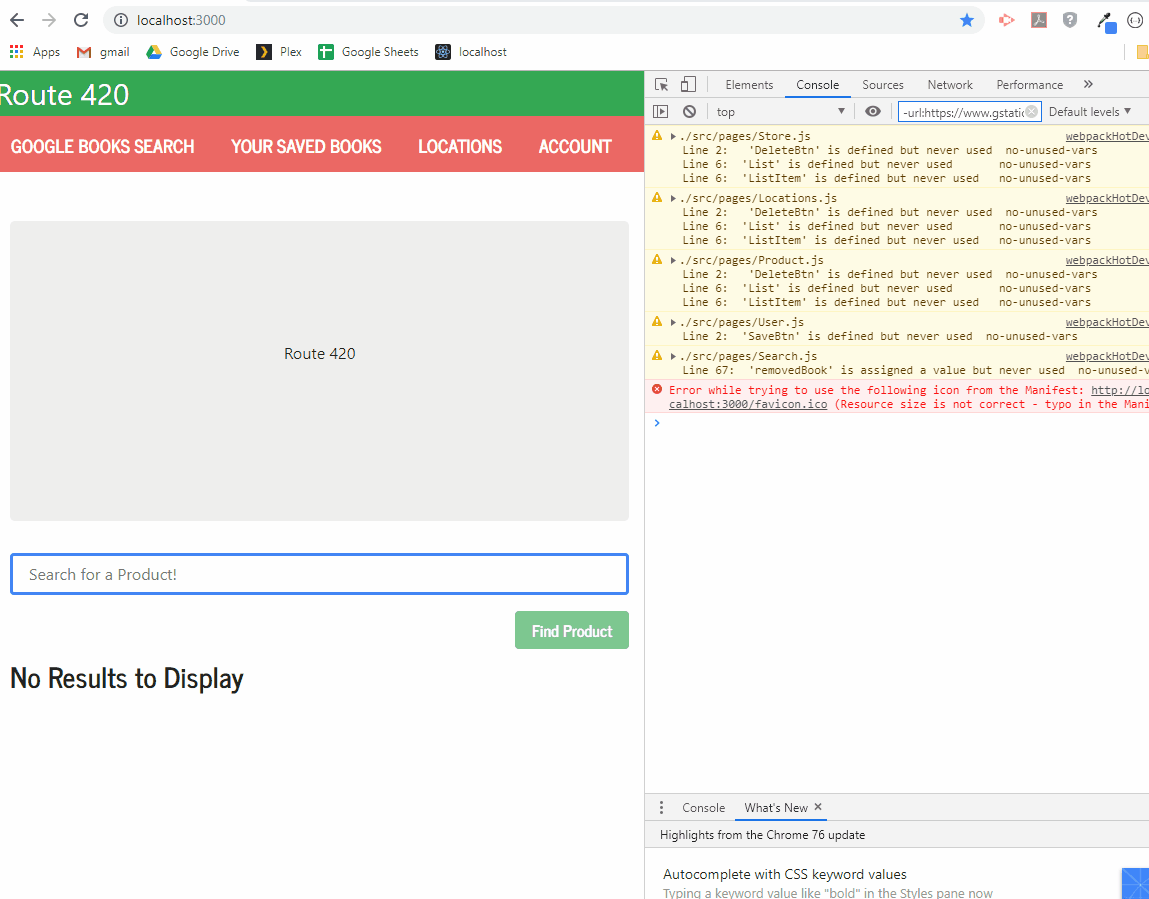 localhost:3000
Apps gmail Google Drive Plex Google Sheets localhost
Route 420
GOOGLE BOOKS SEARCH YOUR SAVED BOOKS LOCATIONS ACCOUNT
Route 420
Search for a Product!
Find Product
No Results to Display
Elements Console Sources Network Performance »
top -url:https://www.gstatic Default levels
./src/pages/Store.js webpackHotDev
Line 2: 'DeleteBtn' is defined but never used no-unused-vars
Line 6: 'List' is defined but never used no-unused-vars
Line 6: 'ListItem' is defined but never used no-unused-vars
./src/pages/Locations.js webpackHotDev
Line 2: 'DeleteBtn' is defined but never used no-unused-vars
Line 6: 'List' is defined but never used no-unused-vars
Line 6: 'ListItem' is defined but never used no-unused-vars
./src/pages/Product.js webpackHotDev
Line 2: 'DeleteBtn' is defined but never used no-unused-vars
Line 6: 'List' is defined but never used no-unused-vars
Line 6: 'ListItem' is defined but never used no-unused-vars
./src/pages/User.js webpackHotDev
Line 2: 'SaveBtn' is defined but never used no-unused-vars
./src/pages/Search.js webpackHotDev
Line 67: 'removedBook' is assigned a value but never used no-unused-v
Error while trying to use the following icon from the Manifest: http://lo
calhost:3000/favicon.ico (Resource size is not correct - typo in the Mani
Console What's New
Highlights from the Chrome 76 update
Autocomplete with CSS keyword values
Typing a keyword value like "bold" in the Styles pane now